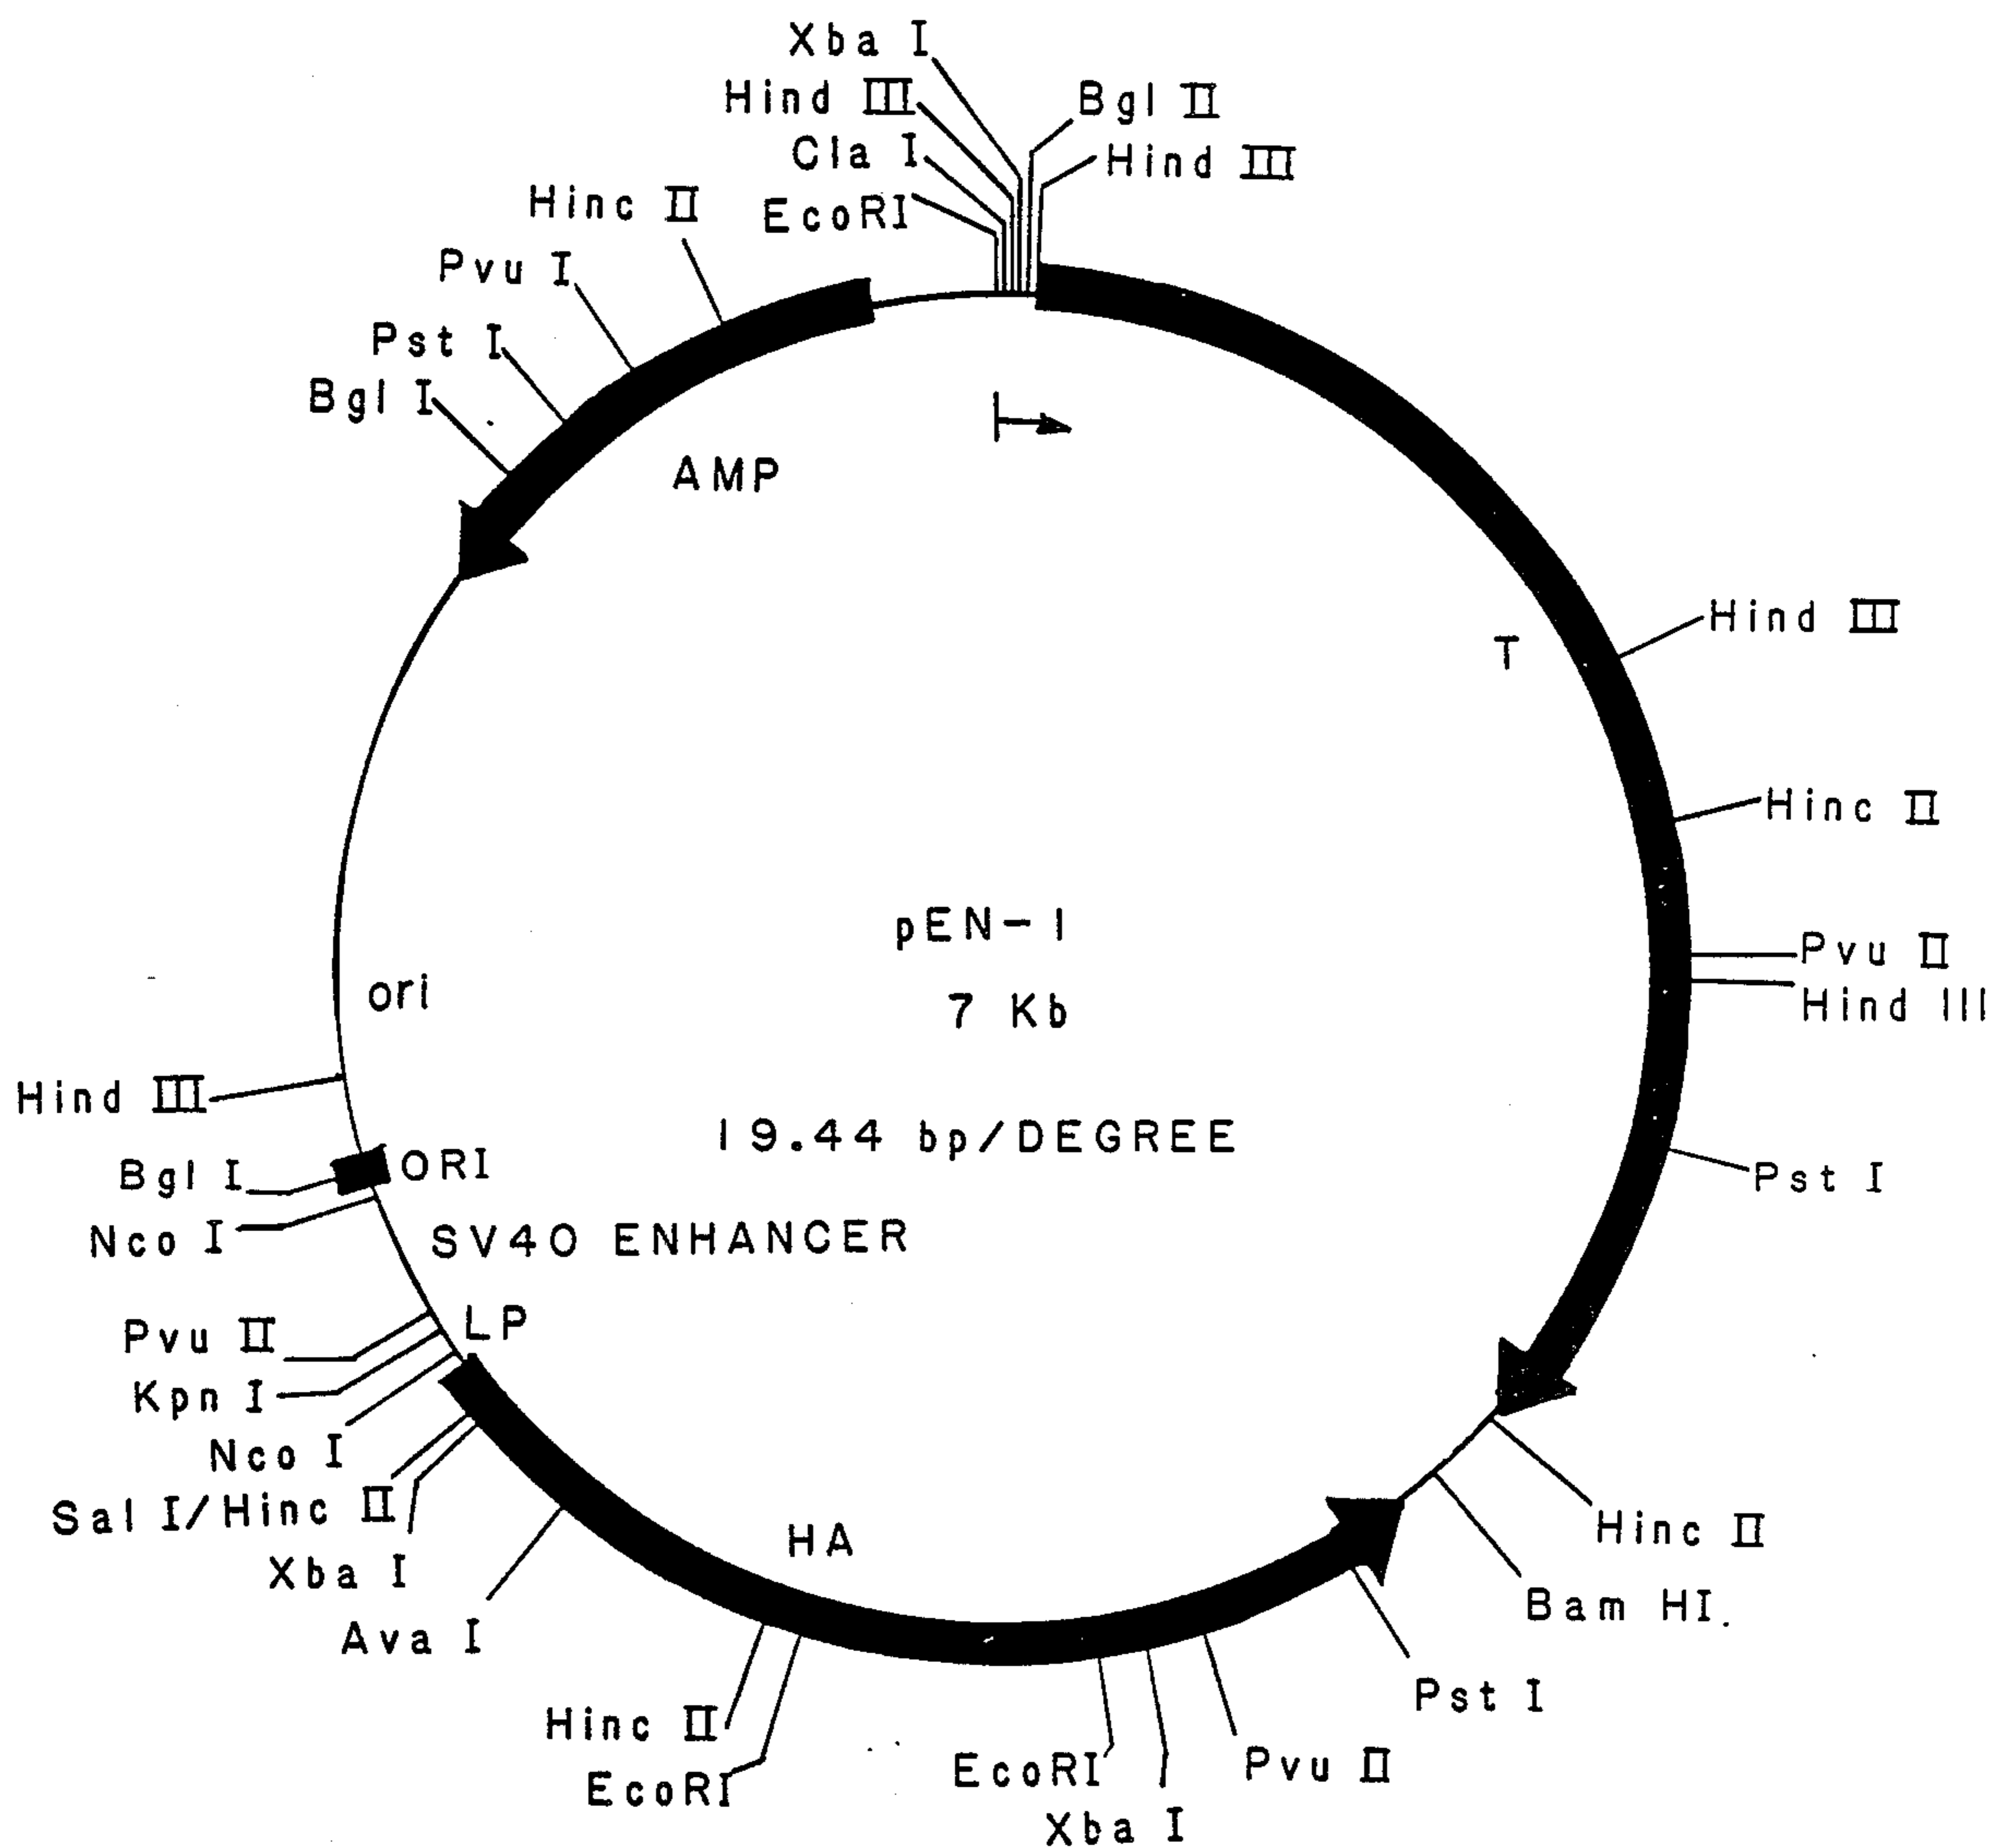 Xba I
Hind III
Cla I
EcoRI
Bgl II
Hind III
Hinc II
Pvu I
Pst I
Bgl I
AMP
T
Hind III
Hinc II
Pvu II
Hind III
pEN-1
7 Kb
19.44 bp/DEGREE
ori
Hind III
Bgl I
ORI
Nco I
SV40 ENHANCER
Pst I
LP
Pvu II
Kpn I
Nco I
Sal I/Hinc II
Xba I
Ava I
HA
Hinc II
EcoRI
EcoRI
Xba I
Pvu II
Pst I
Bam HI.
Hinc II